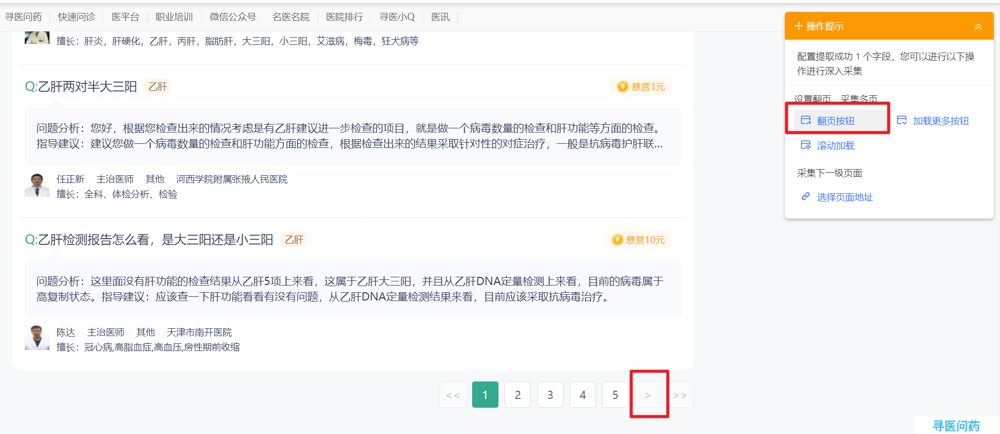 寻医问药 快速问诊 医平台 职业培训 微信公众号 名医名院 医院排行 寻医小Q 医讯
擅长：肝炎，肝硬化，乙肝，丙肝，脂肪肝，大三阳，小三阳，艾滋病，梅毒，狂犬病等
Q:乙肝两对半大三阳 乙肝 悬赏3元
问题分析：您好，根据您检查出来的情况考虑是有乙肝建议进一步检查的项目，就是做一个病毒数量的检查和肝功能等方面的检查。
指导建议：建议您做一个病毒数量的检查和肝功能方面的检查，根据检查出来的结果采取针对性的对症治疗，一般是抗病毒护肝联...
任正新 主治医师 其他 河西学院附属张掖人民医院
擅长：全科、体检分析、检验
Q:乙肝检测报告怎么看，是大三阳还是小三阳 乙肝 悬赏10元
问题分析：这里面没有肝功能的检查结果从乙肝5项上来看，这属于乙肝大三阳，并且从乙肝DNA定量检测上来看，目前的病毒属于
高复制状态。指导建议：应该查一下肝功能看看有没有问题，从乙肝DNA定量检测结果来看，目前应该采取抗病毒治疗。
陈达 主治医师 其他 天津市南开医院
擅长：冠心病,高脂血症,高血压,房性期前收缩
<< 1 2 3 4 5 > >>
操作提示
配置提取成功 1 个字段，您可以进行以下操
作进行深入采集
设置翻页，采集多页
翻页按钮 加载更多按钮
滚动加载
采集下一级页面
选择页面地址
寻医问药